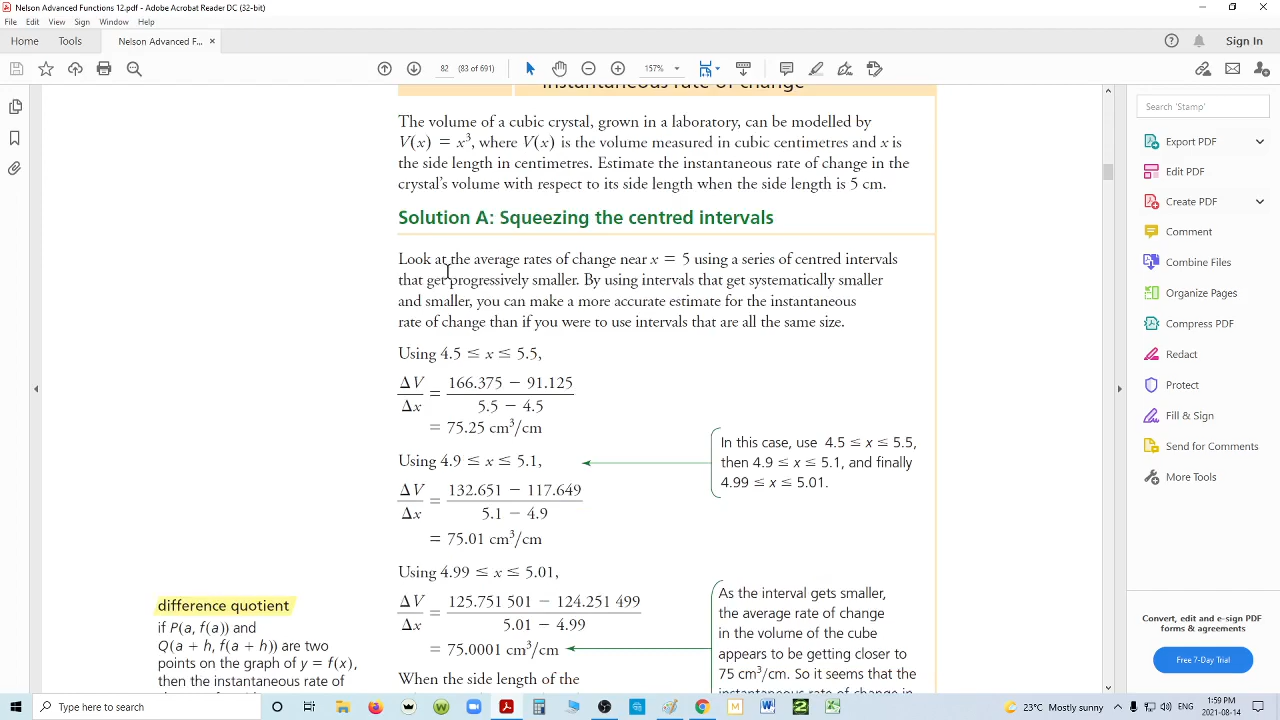 Nelson Advanced Functions 12.pdf - Adobe Acrobat Reader DC (32-bit)
File Edit View Sign Window Help
Home Tools Nelson Advanced F... ×
Sign In
82 (83 of 691) 157%
instantaneous rate of change
The volume of a cubic crystal, grown in a laboratory, can be modelled by
V(x) = x³, where V(x) is the volume measured in cubic centimetres and x is
the side length in centimetres. Estimate the instantaneous rate of change in the
crystal's volume with respect to its side length when the side length is 5 cm.
Solution A: Squeezing the centred intervals
Look at the average rates of change near x = 5 using a series of centred intervals
that get progressively smaller. By using intervals that get systematically smaller
and smaller, you can make a more accurate estimate for the instantaneous
rate of change than if you were to use intervals that are all the same size.
Using 4.5 ≤ x ≤ 5.5,
ΔV/Δx = (166.375 − 91.125)/(5.5 − 4.5)
= 75.25 cm³/cm
Using 4.9 ≤ x ≤ 5.1,
ΔV/Δx = (132.651 − 117.649)/(5.1 − 4.9)
= 75.01 cm³/cm
Using 4.99 ≤ x ≤ 5.01,
ΔV/Δx = (125.751 501 − 124.251 499)/(5.01 − 4.99)
= 75.0001 cm³/cm
When the side length of the
In this case, use 4.5 ≤ x ≤ 5.5,
then 4.9 ≤ x ≤ 5.1, and finally
4.99 ≤ x ≤ 5.01.
As the interval gets smaller,
the average rate of change
in the volume of the cube
appears to be getting closer to
75 cm³/cm. So it seems that the
instantaneous rate of change in
difference quotient
if P(a, f(a)) and
Q(a + h, f(a + h)) are two
points on the graph of y = f(x),
then the instantaneous rate of
Search 'Stamp'
Export PDF
Edit PDF
Create PDF
Comment
Combine Files
Organize Pages
Compress PDF
Redact
Protect
Fill & Sign
Send for Comments
More Tools
Convert, edit and e-sign PDF
forms & agreements
Free 7-Day Trial
Type here to search
23°C Mostly sunny
1:59 PM
2021-08-14